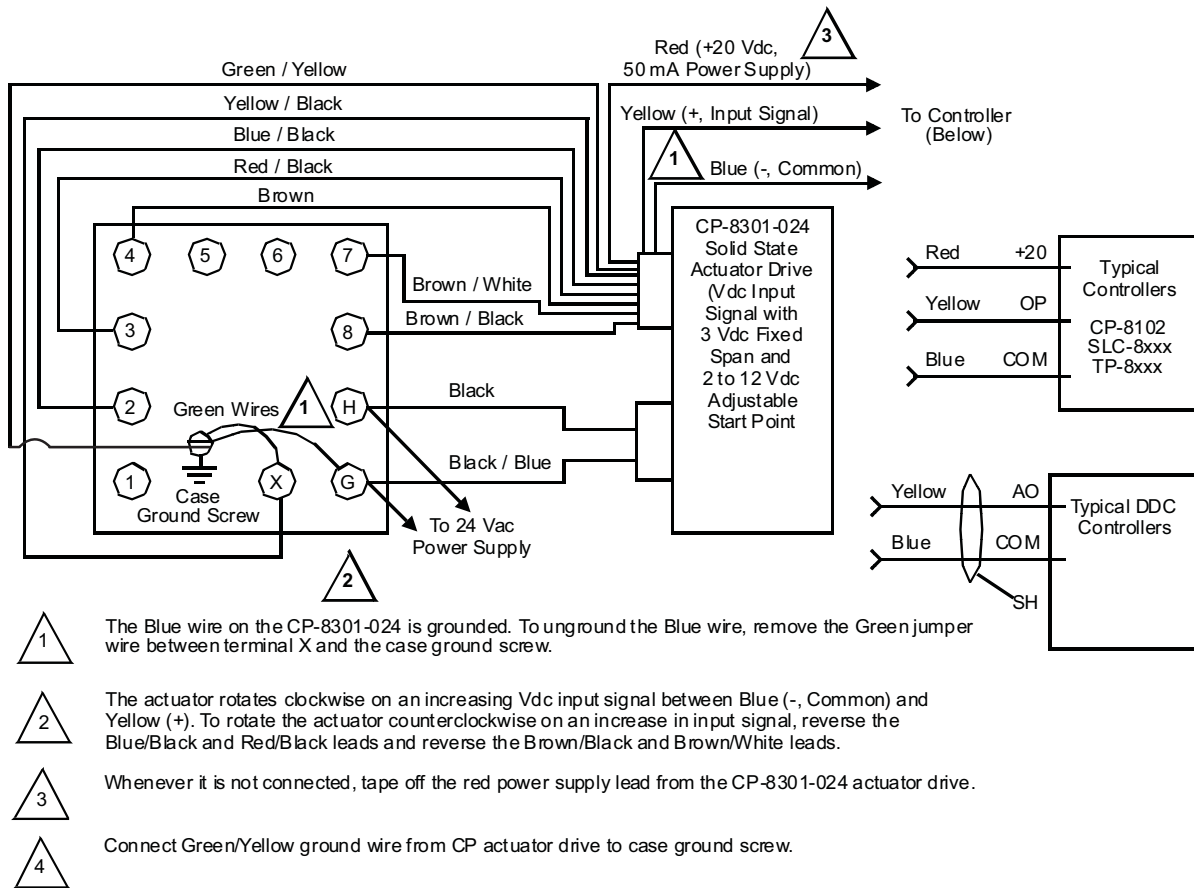 3
Red (+20 Vdc,
50 mA Power Supply)
Green / Yellow
Yellow / Black
Yellow (+, Input Signal)
To Controller
(Below)
Blue / Black
1
Blue (-, Common)
Red / Black
Brown
CP-8301-024
Solid State
Actuator Drive
(Vdc Input
Signal with
3 Vdc Fixed
Span and
2 to 12 Vdc
Adjustable
Start Point
4 5 6 7
Brown / White
Brown / Black
3 8
Black
2 Green Wires 1 H
Black / Blue
1 X G
Case
Ground Screw
To 24 Vac
Power Supply
2
Red +20
Yellow OP
Blue COM
Typical
Controllers
CP-8102
SLC-8xxx
TP-8xxx
Yellow AO
Blue COM
SH
Typical DDC
Controllers
1 The Blue wire on the CP-8301-024 is grounded. To unground the Blue wire, remove the Green jumper
wire between terminal X and the case ground screw.
2 The actuator rotates clockwise on an increasing Vdc input signal between Blue (-, Common) and
Yellow (+). To rotate the actuator counterclockwise on an increase in input signal, reverse the
Blue/Black and Red/Black leads and reverse the Brown/Black and Brown/White leads.
3 Whenever it is not connected, tape off the red power supply lead from the CP-8301-024 actuator drive.
4 Connect Green/Yellow ground wire from CP actuator drive to case ground screw.